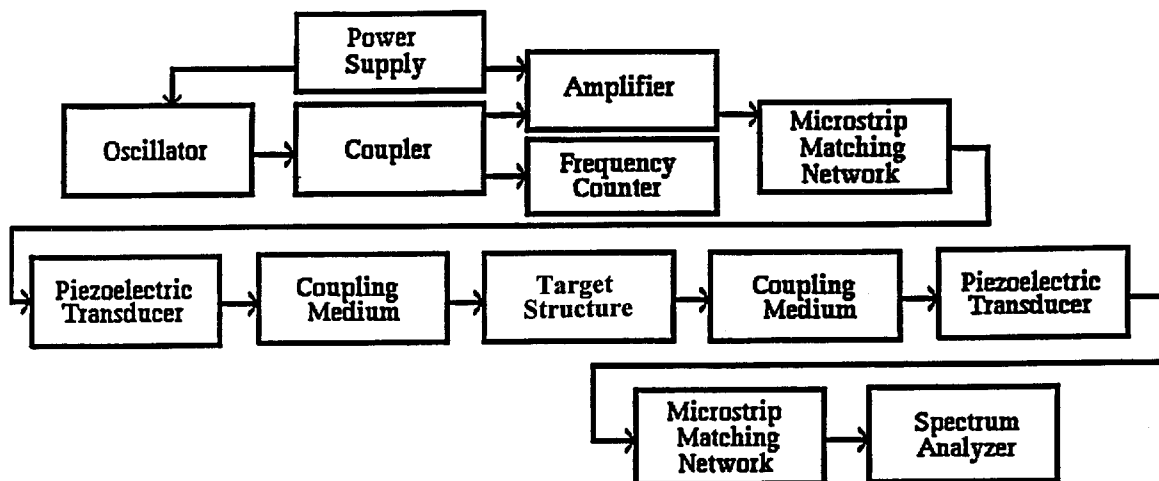 Power
Supply
Amplifier
Oscillator
Coupler
Frequency
Counter
Microstrip
Matching
Network
Piezoelectric
Transducer
Coupling
Medium
Target
Structure
Coupling
Medium
Piezoelectric
Transducer
Microstrip
Matching
Network
Spectrum
Analyzer